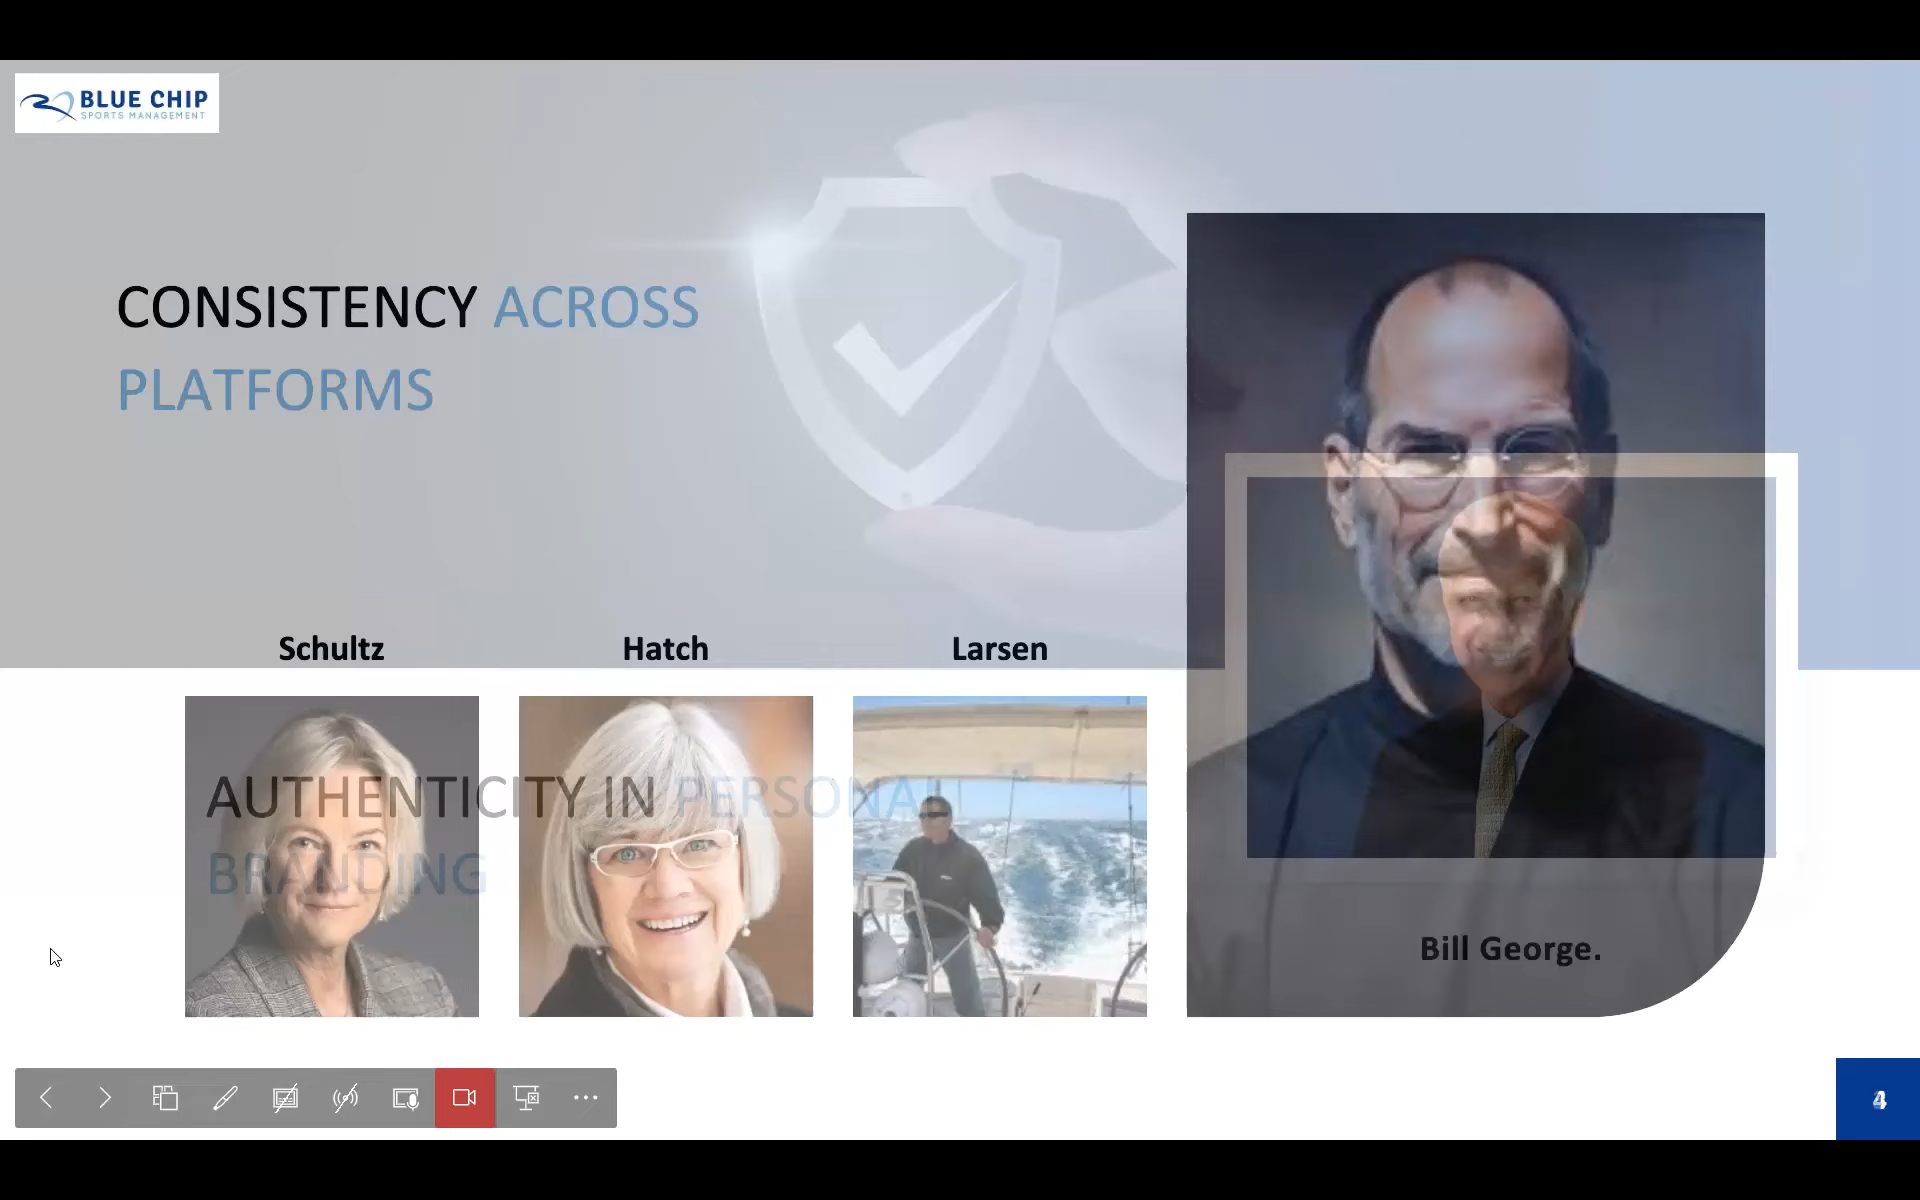 BLUE CHIP
SPORTS MANAGEMENT
CONSISTENCY ACROSS
PLATFORMS
Schultz
Hatch
Larsen
AUTHENTICITY IN PERSONAL
BRANDING
Bill George.
4